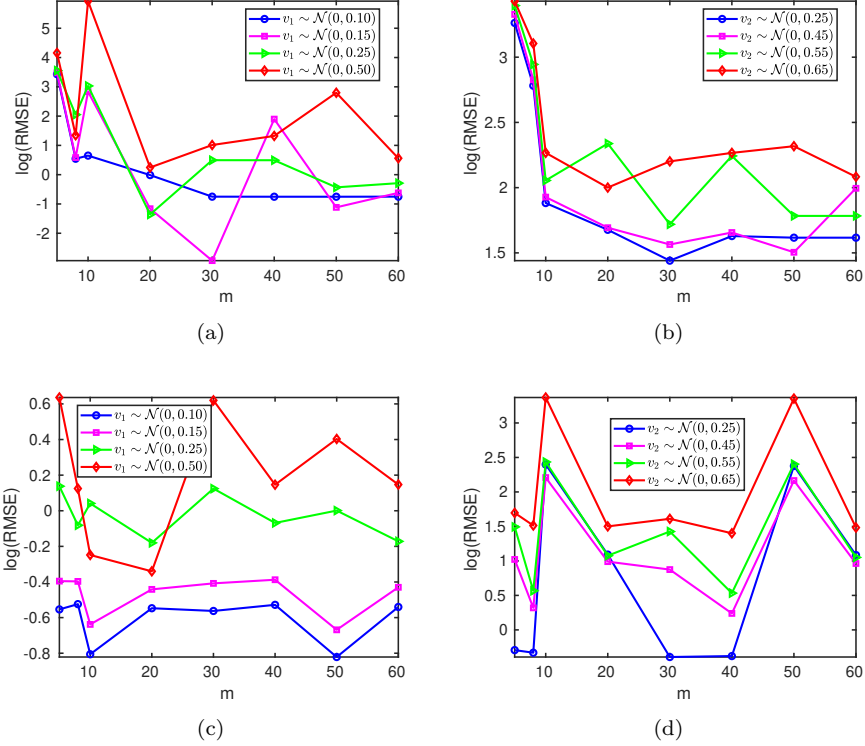 5
4
3
2
1
0
-1
-2
log(RMSE)
10 20 30 40 50 60
m
v₁ ∼ 𝒩(0, 0.10)
v₁ ∼ 𝒩(0, 0.15)
v₁ ∼ 𝒩(0, 0.25)
v₁ ∼ 𝒩(0, 0.50)
(a)
3
2.5
2
1.5
log(RMSE)
10 20 30 40 50 60
m
v₂ ∼ 𝒩(0, 0.25)
v₂ ∼ 𝒩(0, 0.45)
v₂ ∼ 𝒩(0, 0.55)
v₂ ∼ 𝒩(0, 0.65)
(b)
0.6
0.4
0.2
0
-0.2
-0.4
-0.6
-0.8
log(RMSE)
10 20 30 40 50 60
m
v₁ ∼ 𝒩(0, 0.10)
v₁ ∼ 𝒩(0, 0.15)
v₁ ∼ 𝒩(0, 0.25)
v₁ ∼ 𝒩(0, 0.50)
(c)
3
2.5
2
1.5
1
0.5
0
log(RMSE)
10 20 30 40 50 60
m
v₂ ∼ 𝒩(0, 0.25)
v₂ ∼ 𝒩(0, 0.45)
v₂ ∼ 𝒩(0, 0.55)
v₂ ∼ 𝒩(0, 0.65)
(d)